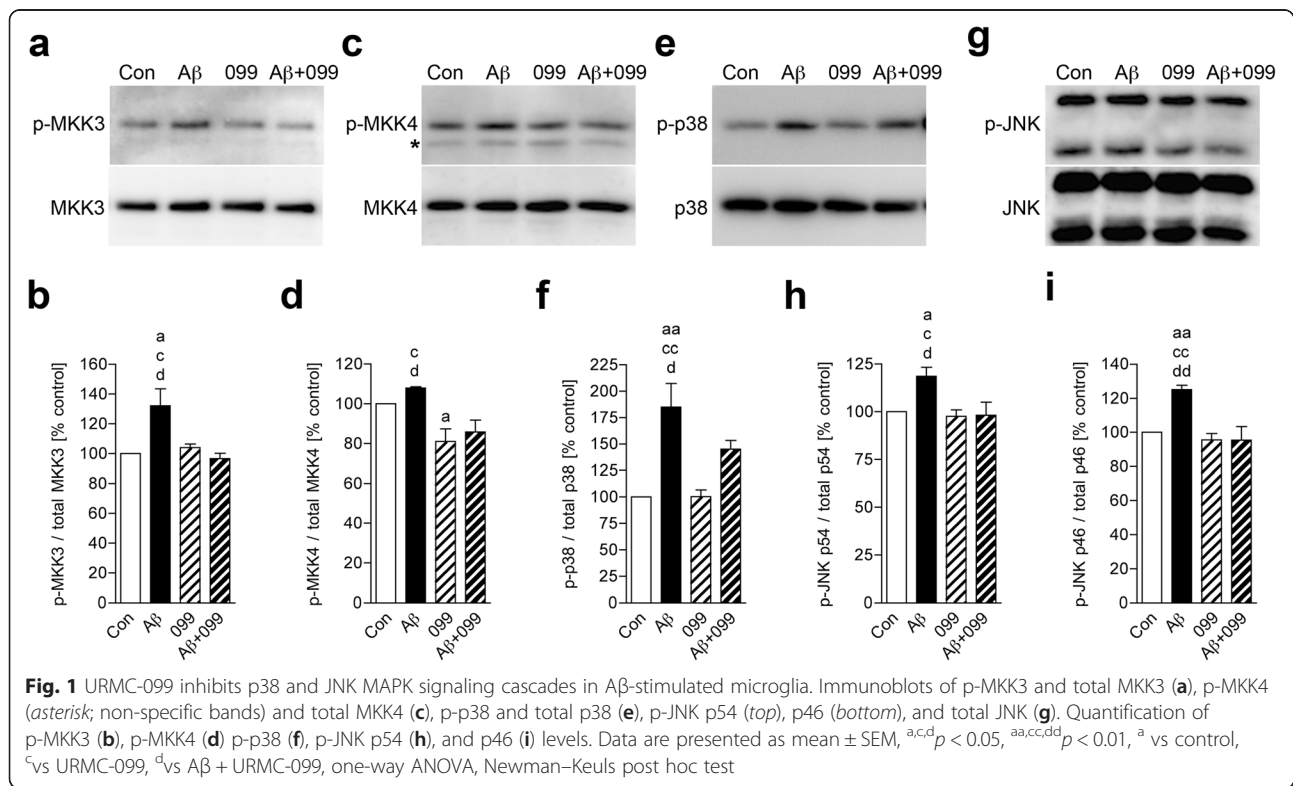 a
Con Aβ 099 Aβ+099
p-MKK3
MKK3
c
Con Aβ 099 Aβ+099
p-MKK4
*
MKK4
e
Con Aβ 099 Aβ+099
p-p38
p38
g
Con Aβ 099 Aβ+099
p-JNK
JNK
b
p-MKK3 / total MKK3 [% control]
160
140
120
100
80
60
40
20
0
a
c
d
Con Aβ 099 Aβ+099
d
p-MKK4 / total MKK4 [% control]
120
100
80
60
40
20
0
c
d
a
Con Aβ 099 Aβ+099
f
p-p38 / total p38 [% control]
225
200
175
150
125
100
75
50
25
0
aa
cc
d
Con Aβ 099 Aβ+099
h
p-JNK p54 / total p54 [% control]
125
100
75
50
25
0
a
c
d
Con Aβ 099 Aβ+099
i
p-JNK p46 / total p46 [% control]
140
120
100
80
60
40
20
0
aa
cc
dd
Con Aβ 099 Aβ+099
Fig. 1 URMC-099 inhibits p38 and JNK MAPK signaling cascades in Aβ-stimulated microglia. Immunoblots of p-MKK3 and total MKK3 (a), p-MKK4
(asterisk; non-specific bands) and total MKK4 (c), p-p38 and total p38 (e), p-JNK p54 (top), p46 (bottom), and total JNK (g). Quantification of
p-MKK3 (b), p-MKK4 (d) p-p38 (f), p-JNK p54 (h), and p46 (i) levels. Data are presented as mean ± SEM, a,c,dp < 0.05, aa,cc,ddp < 0.01, a vs control,
cvs URMC-099, dvs Aβ + URMC-099, one-way ANOVA, Newman–Keuls post hoc test